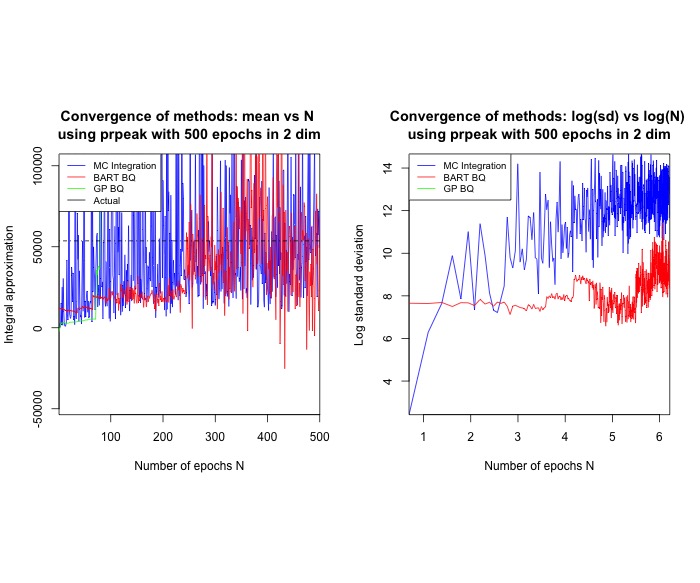 Convergence of methods: mean vs N
using prpeak with 500 epochs in 2 dim
MC Integration
BART BQ
GP BQ
Actual
Integral approximation
100000
50000
0
-50000
100
200
300
400
500
Number of epochs N
Convergence of methods: log(sd) vs log(N)
using prpeak with 500 epochs in 2 dim
MC Integration
BART BQ
GP BQ
Log standard deviation
14
12
10
8
6
4
1
2
3
4
5
6
Number of epochs N